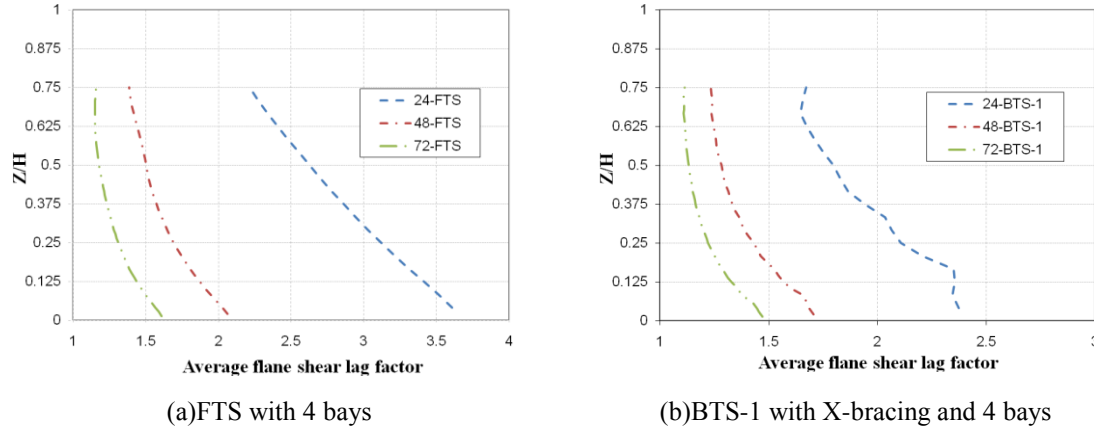 1
0.875
0.75
0.625
0.5
0.375
0.25
0.125
0
Z/H
24-FTS
48-FTS
72-FTS
1 1.5 2 2.5 3 3.5 4
Average flane shear lag factor
(a)FTS with 4 bays
1
0.875
0.75
0.625
0.5
0.375
0.25
0.125
0
Z/H
24-BTS-1
48-BTS-1
72-BTS-1
1 1.5 2 2.5 3
Average flane shear lag factor
(b)BTS-1 with X-bracing and 4 bays